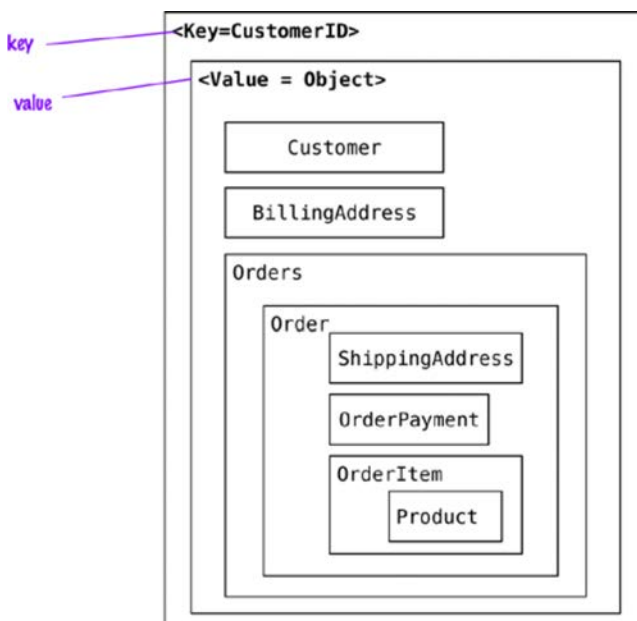 <Key=CustomerID>
key
<Value = Object>
value
Customer
BillingAddress
Orders
Order
ShippingAddress
OrderPayment
OrderItem
Product